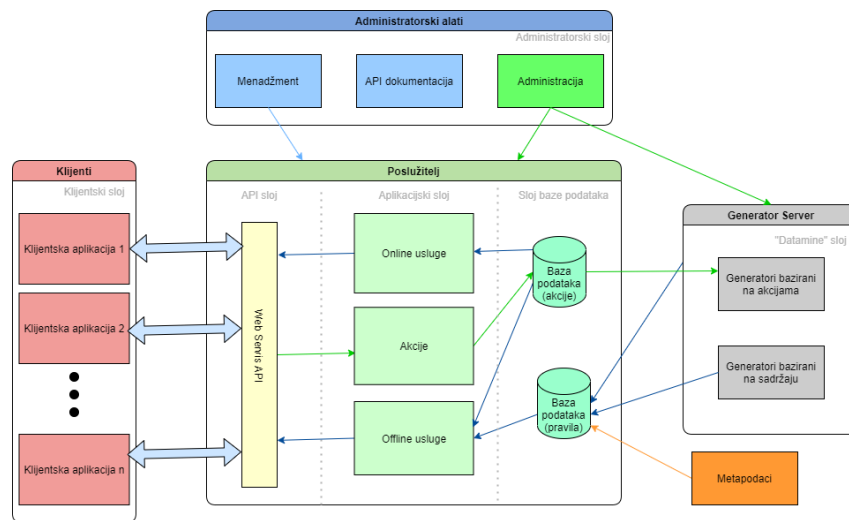 Administratorski alati
Administratorski sloj
Menadžment
API dokumentacija
Administracija
Klijenti
Klijentski sloj
Klijentska aplikacija 1
Klijentska aplikacija 2
Klijentska aplikacija n
Poslužitelj
API sloj
Aplikacijski sloj
Sloj baze podataka
Web Servis API
Online usluge
Akcije
Offline usluge
Baza
podataka
(akcije)
Baza
podataka
(pravila)
Generator Server
"Datamine" sloj
Generatori bazirani
na akcijama
Generatori bazirani
na sadržaju
Metapodaci